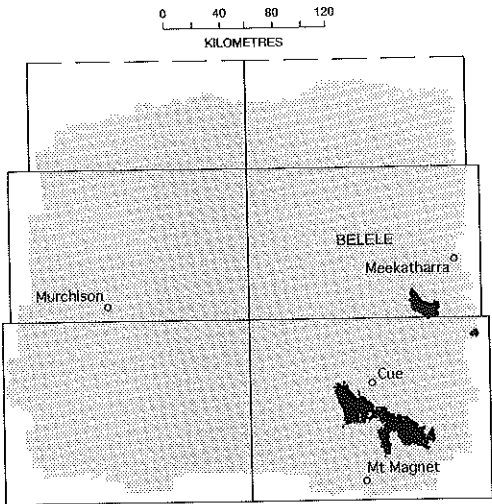 0 40 80 120
KILOMETRES
BELELE
Meekatharra
Murchison
Cue
Mt Magnet